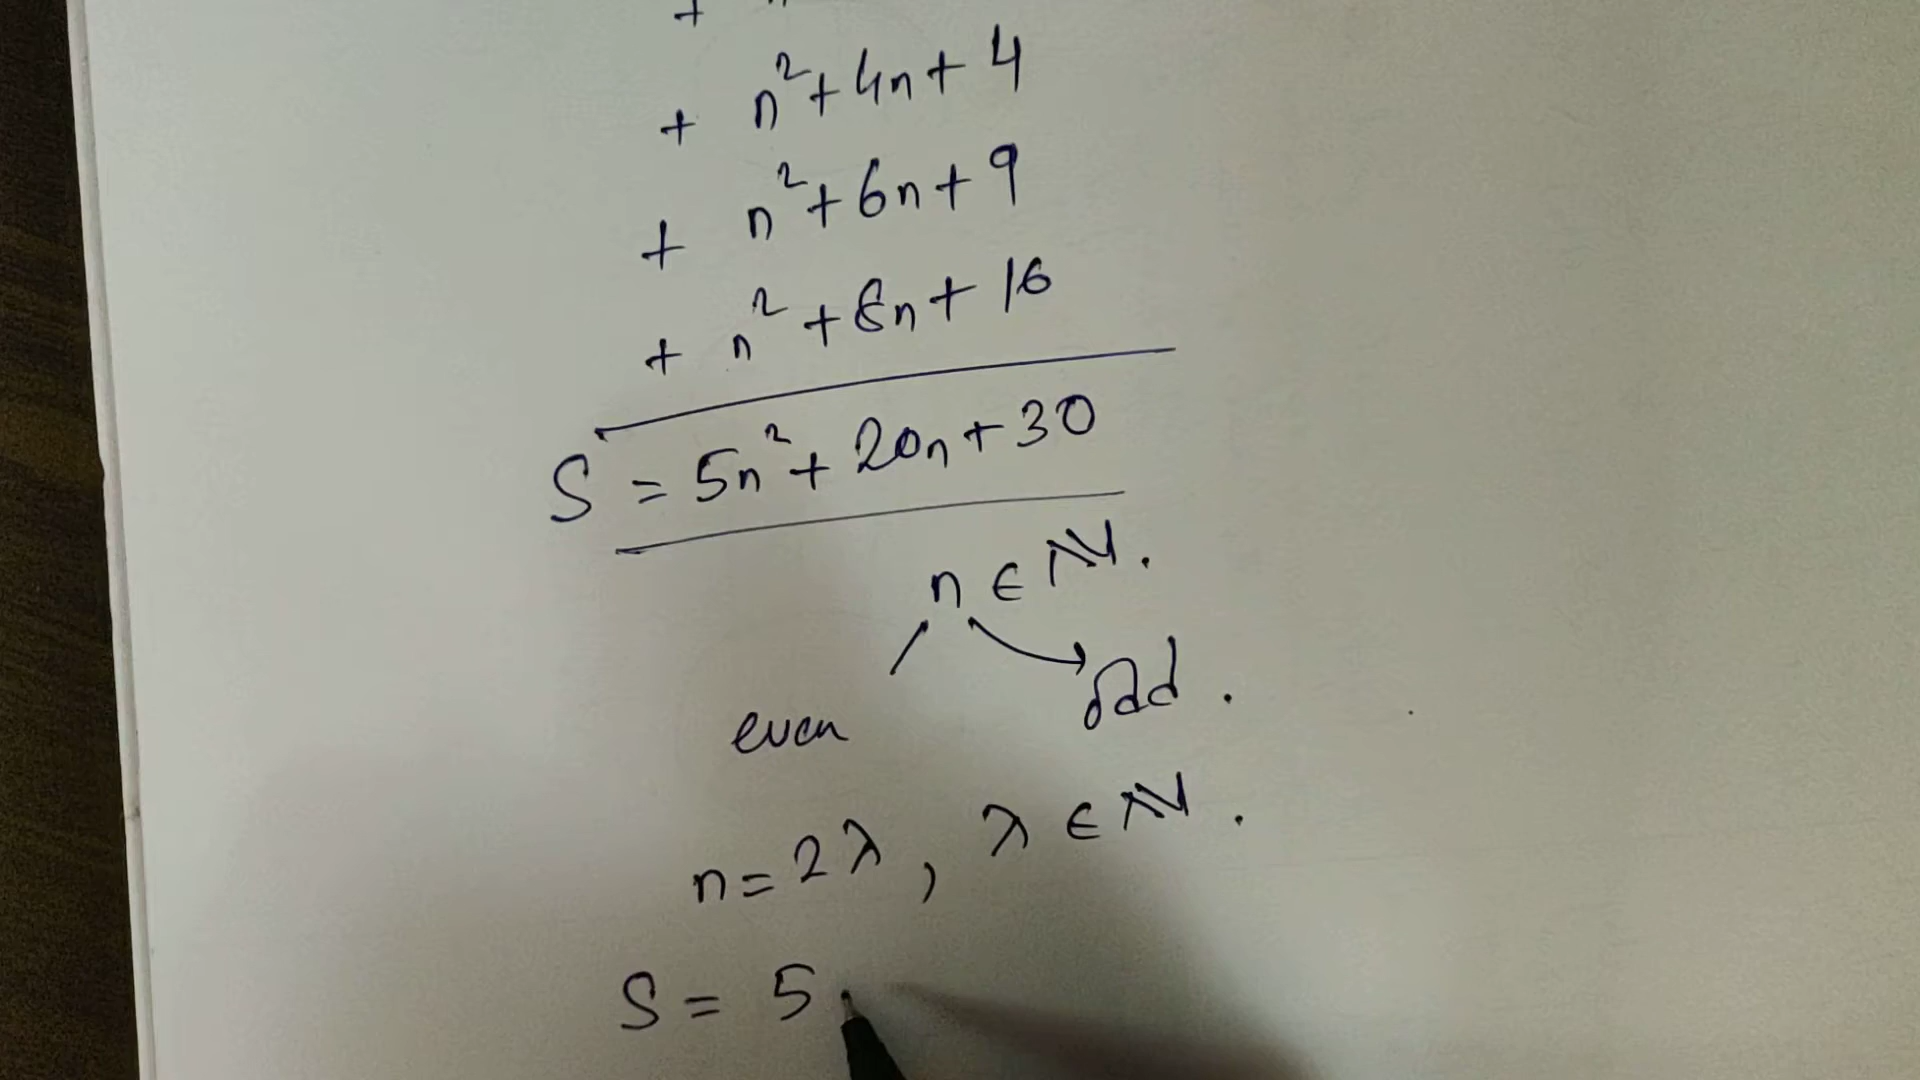 +
+ n²+4n+4
+ n²+6n+9
+ n²+8n+16
S = 5n²+20n+30
n ∈ ℕ.
even odd.
n=2λ, λ ∈ ℕ.
S = 5